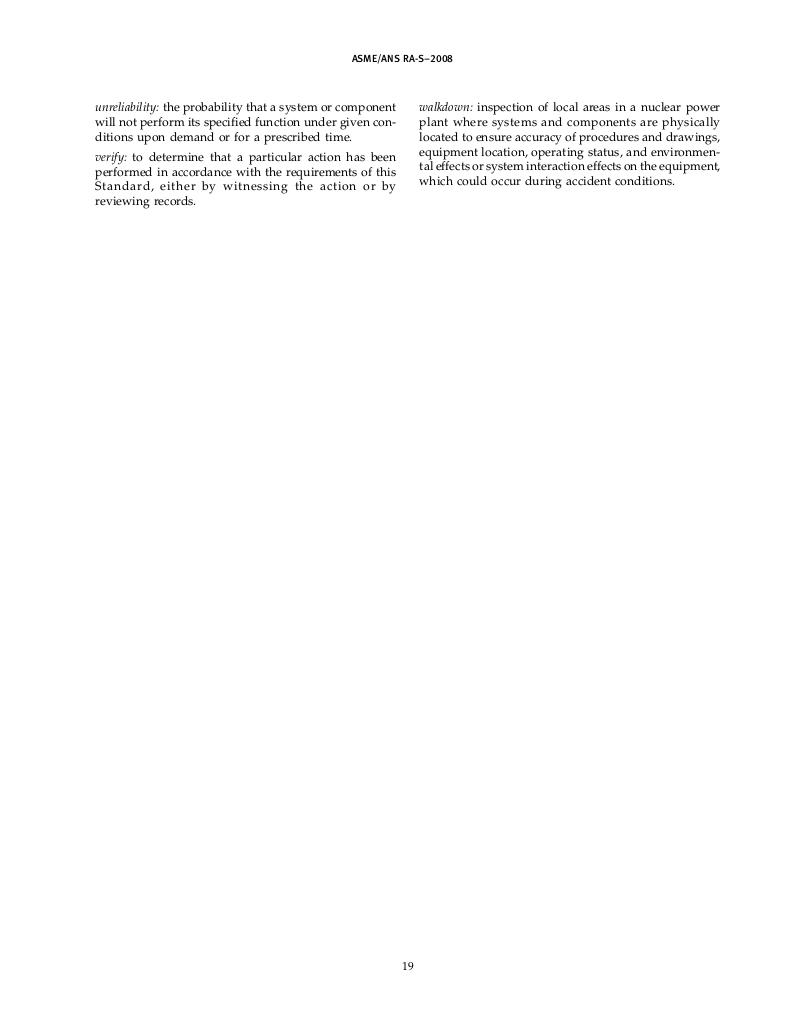 ASME/ANS RA-S–2008
unreliability: the probability that a system or component
will not perform its specified function under given con-
ditions upon demand or for a prescribed time.
verify: to determine that a particular action has been
performed in accordance with the requirements of this
Standard, either by witnessing the action or by
reviewing records.
walkdown: inspection of local areas in a nuclear power
plant where systems and components are physically
located to ensure accuracy of procedures and drawings,
equipment location, operating status, and environmen-
tal effects or system interaction effects on the equipment,
which could occur during accident conditions.
19